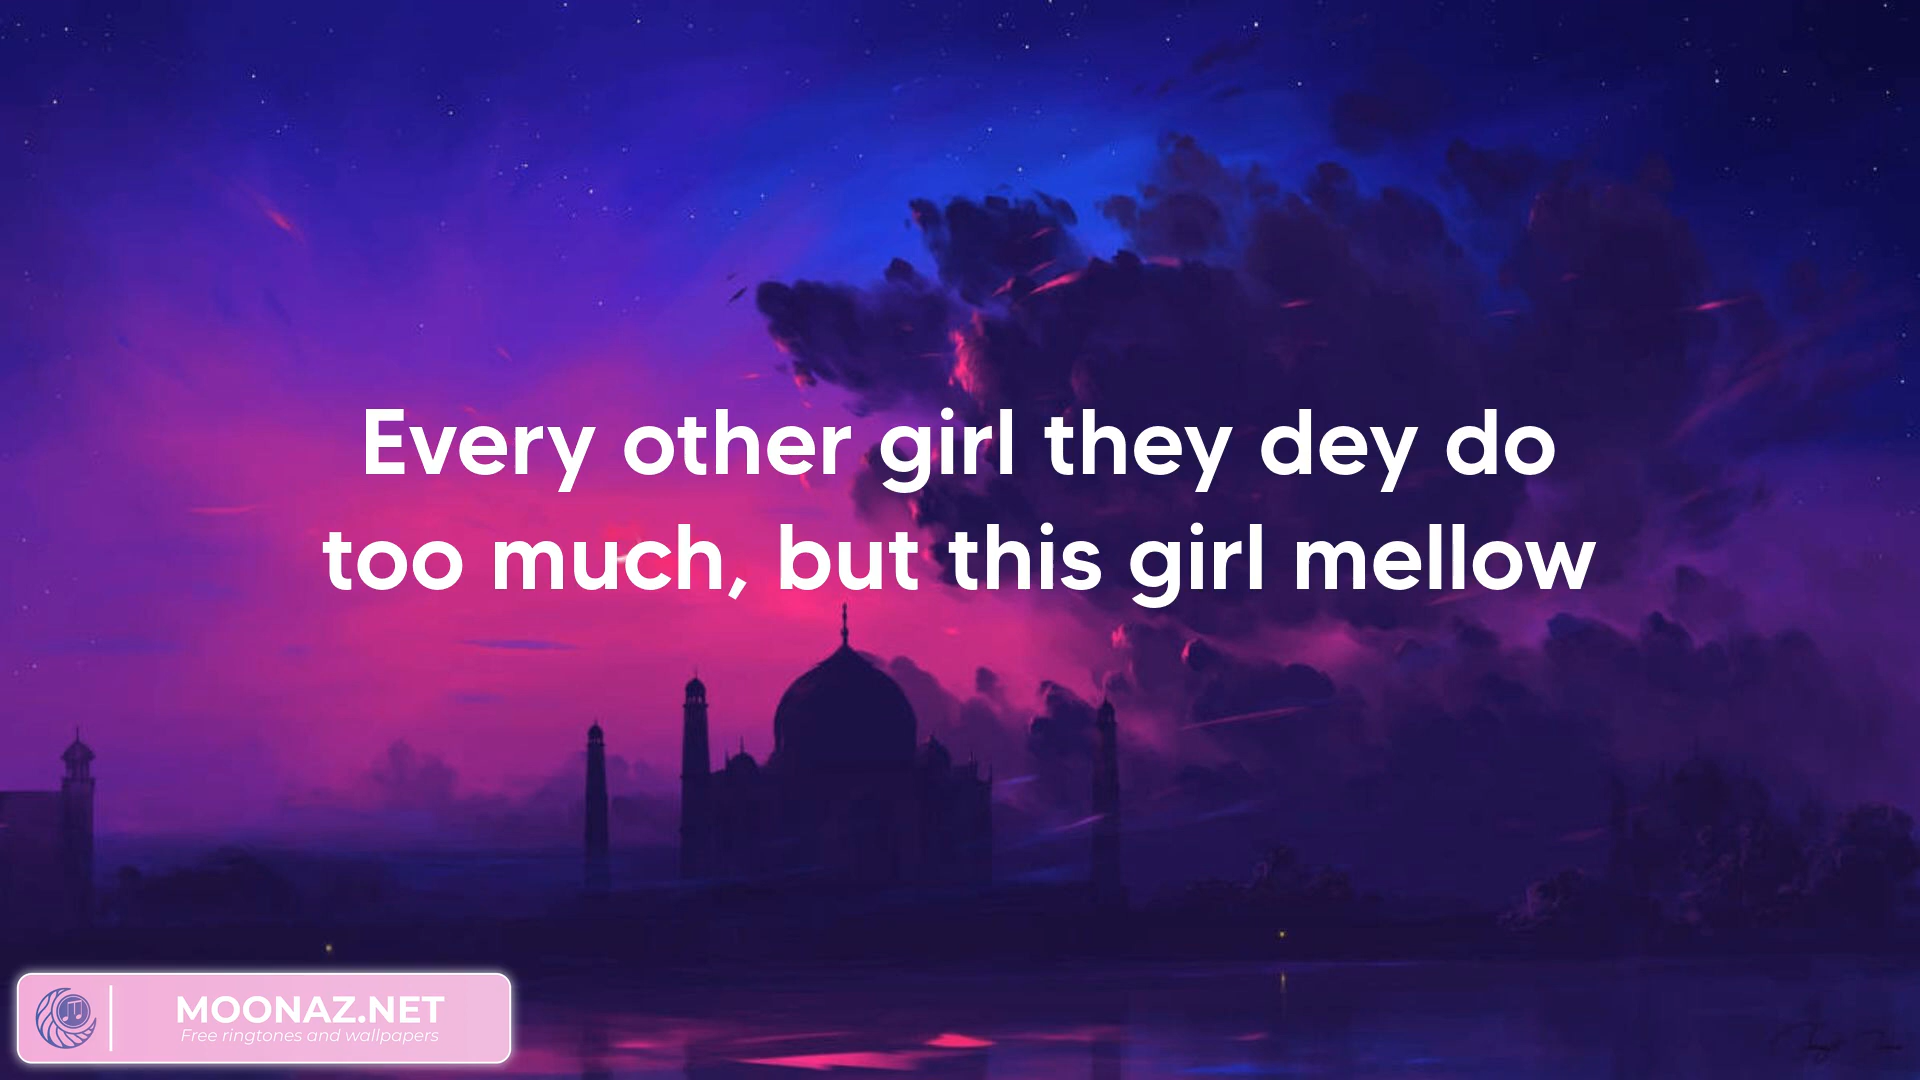 Every other girl they dey do
too much, but this girl mellow
MOONAZ.NET
Free ringtones and wallpapers